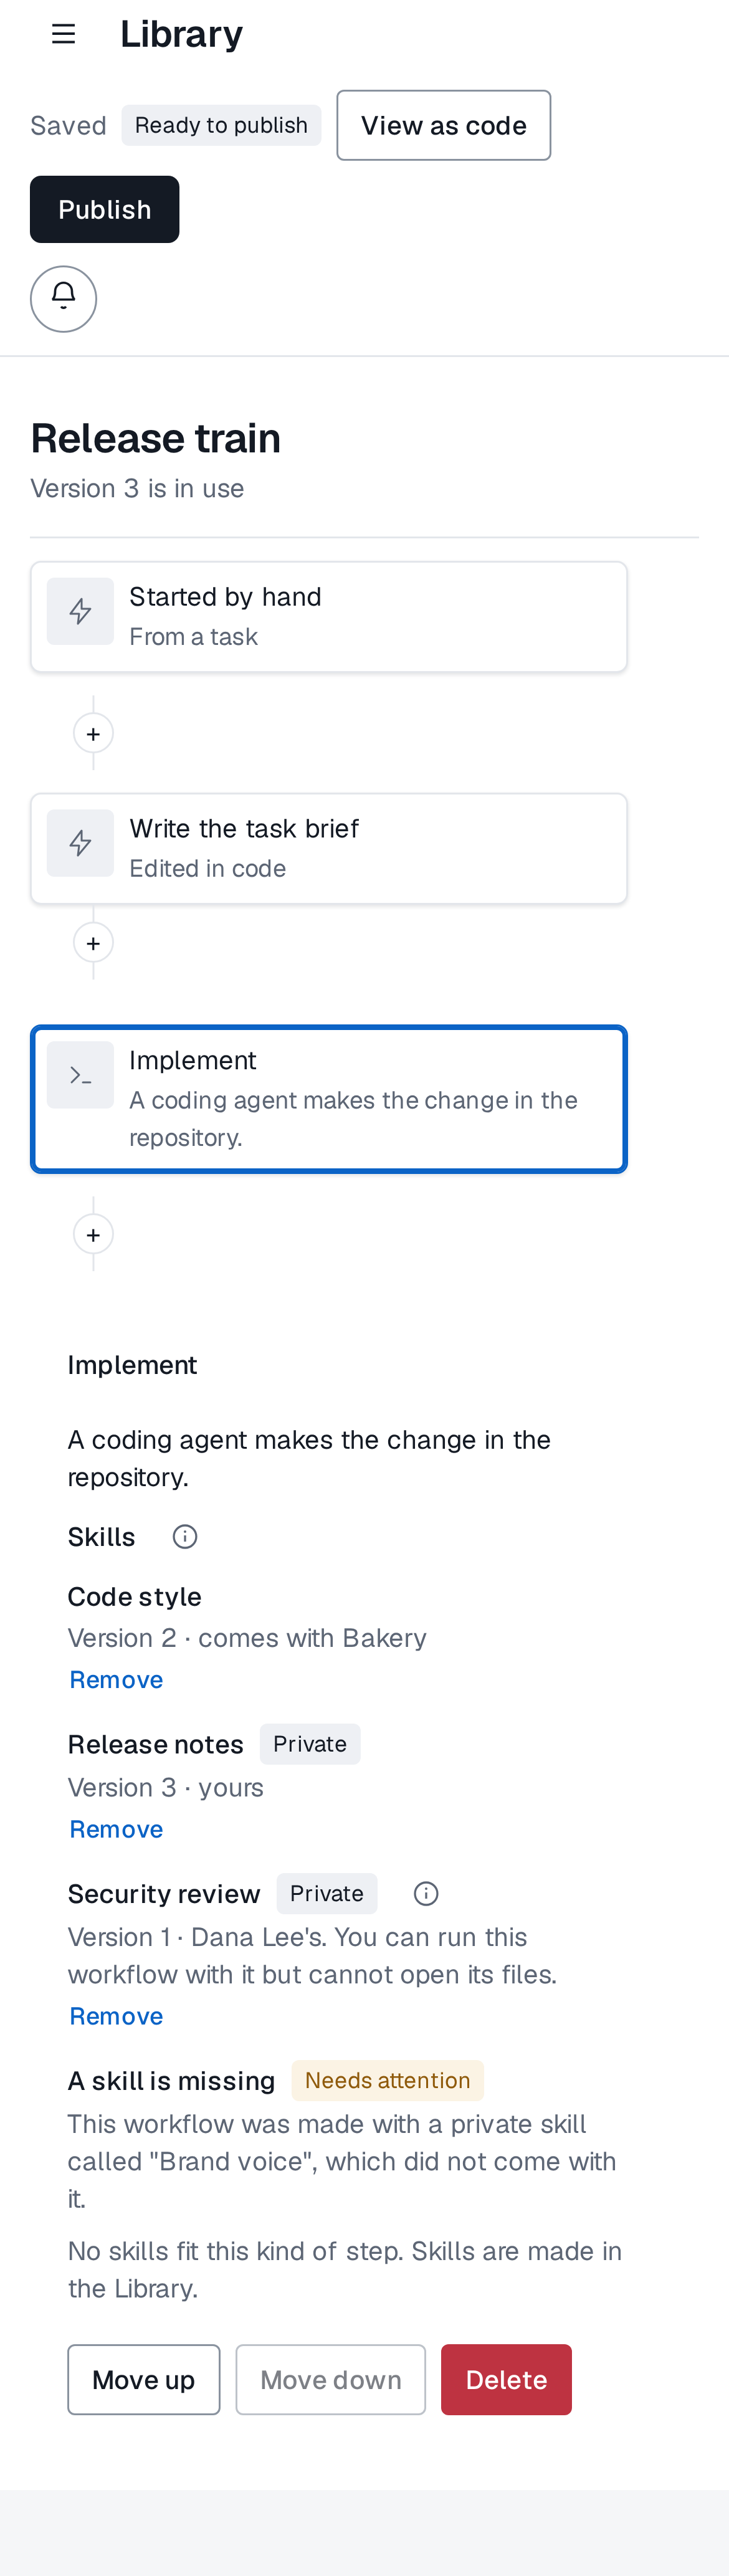 Library
Saved
Ready to publish
View as code
Publish
Release train
Version 3 is in use
Started by hand
From a task
+
Write the task brief
Edited in code
+
Implement
A coding agent makes the change in the
repository.
+
Implement
A coding agent makes the change in the
repository.
Skills
Code style
Version 2 · comes with Bakery
Remove
Release notes
Private
Version 3 · yours
Remove
Security review
Private
Version 1 · Dana Lee's. You can run this
workflow with it but cannot open its files.
Remove
A skill is missing
Needs attention
This workflow was made with a private skill
called "Brand voice", which did not come with
it.
No skills fit this kind of step. Skills are made in
the Library.
Move up
Move down
Delete